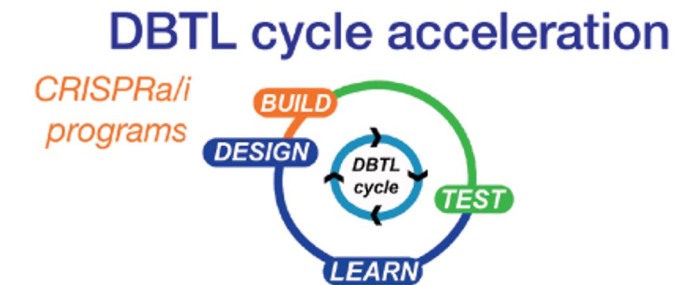 DBTL cycle acceleration
CRISPRa/i
programs
BUILD
DESIGN
DBTL
cycle
TEST
LEARN